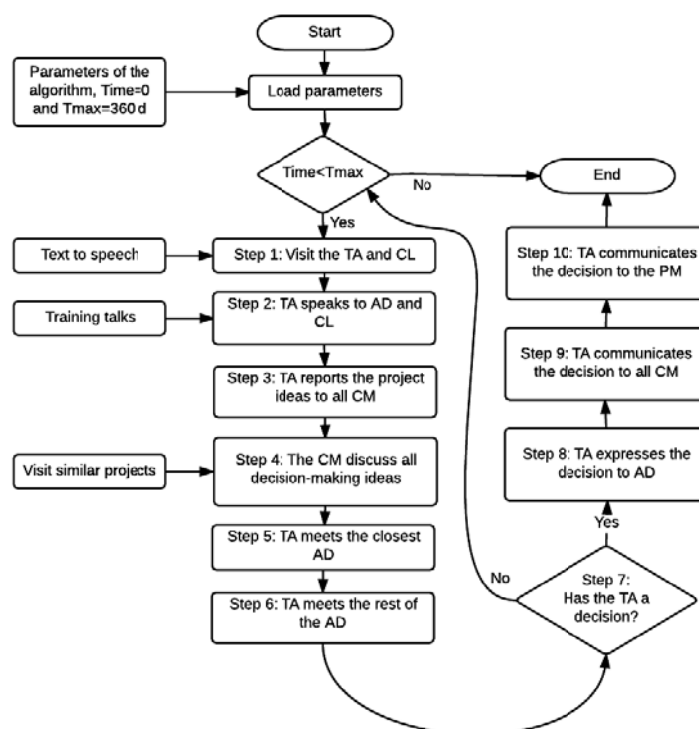 Start
Parameters of the
algorithm, Time=0
and Tmax=360d
Load parameters
Time<Tmax
No
End
Yes
Text to speech
Step 1: Visit the TA and CL
Training talks
Step 2: TA speaks to AD and
CL
Step 3: TA reports the project
ideas to all CM
Visit similar projects
Step 4: The CM discuss all
decision-making ideas
Step 5: TA meets the closest
AD
Step 6: TA meets the rest of
the AD
Step 7:
Has the TA a
decision?
No
Yes
Step 8: TA expresses the
decision to AD
Step 9: TA communicates
the decision to all CM
Step 10: TA communicates
the decision to the PM